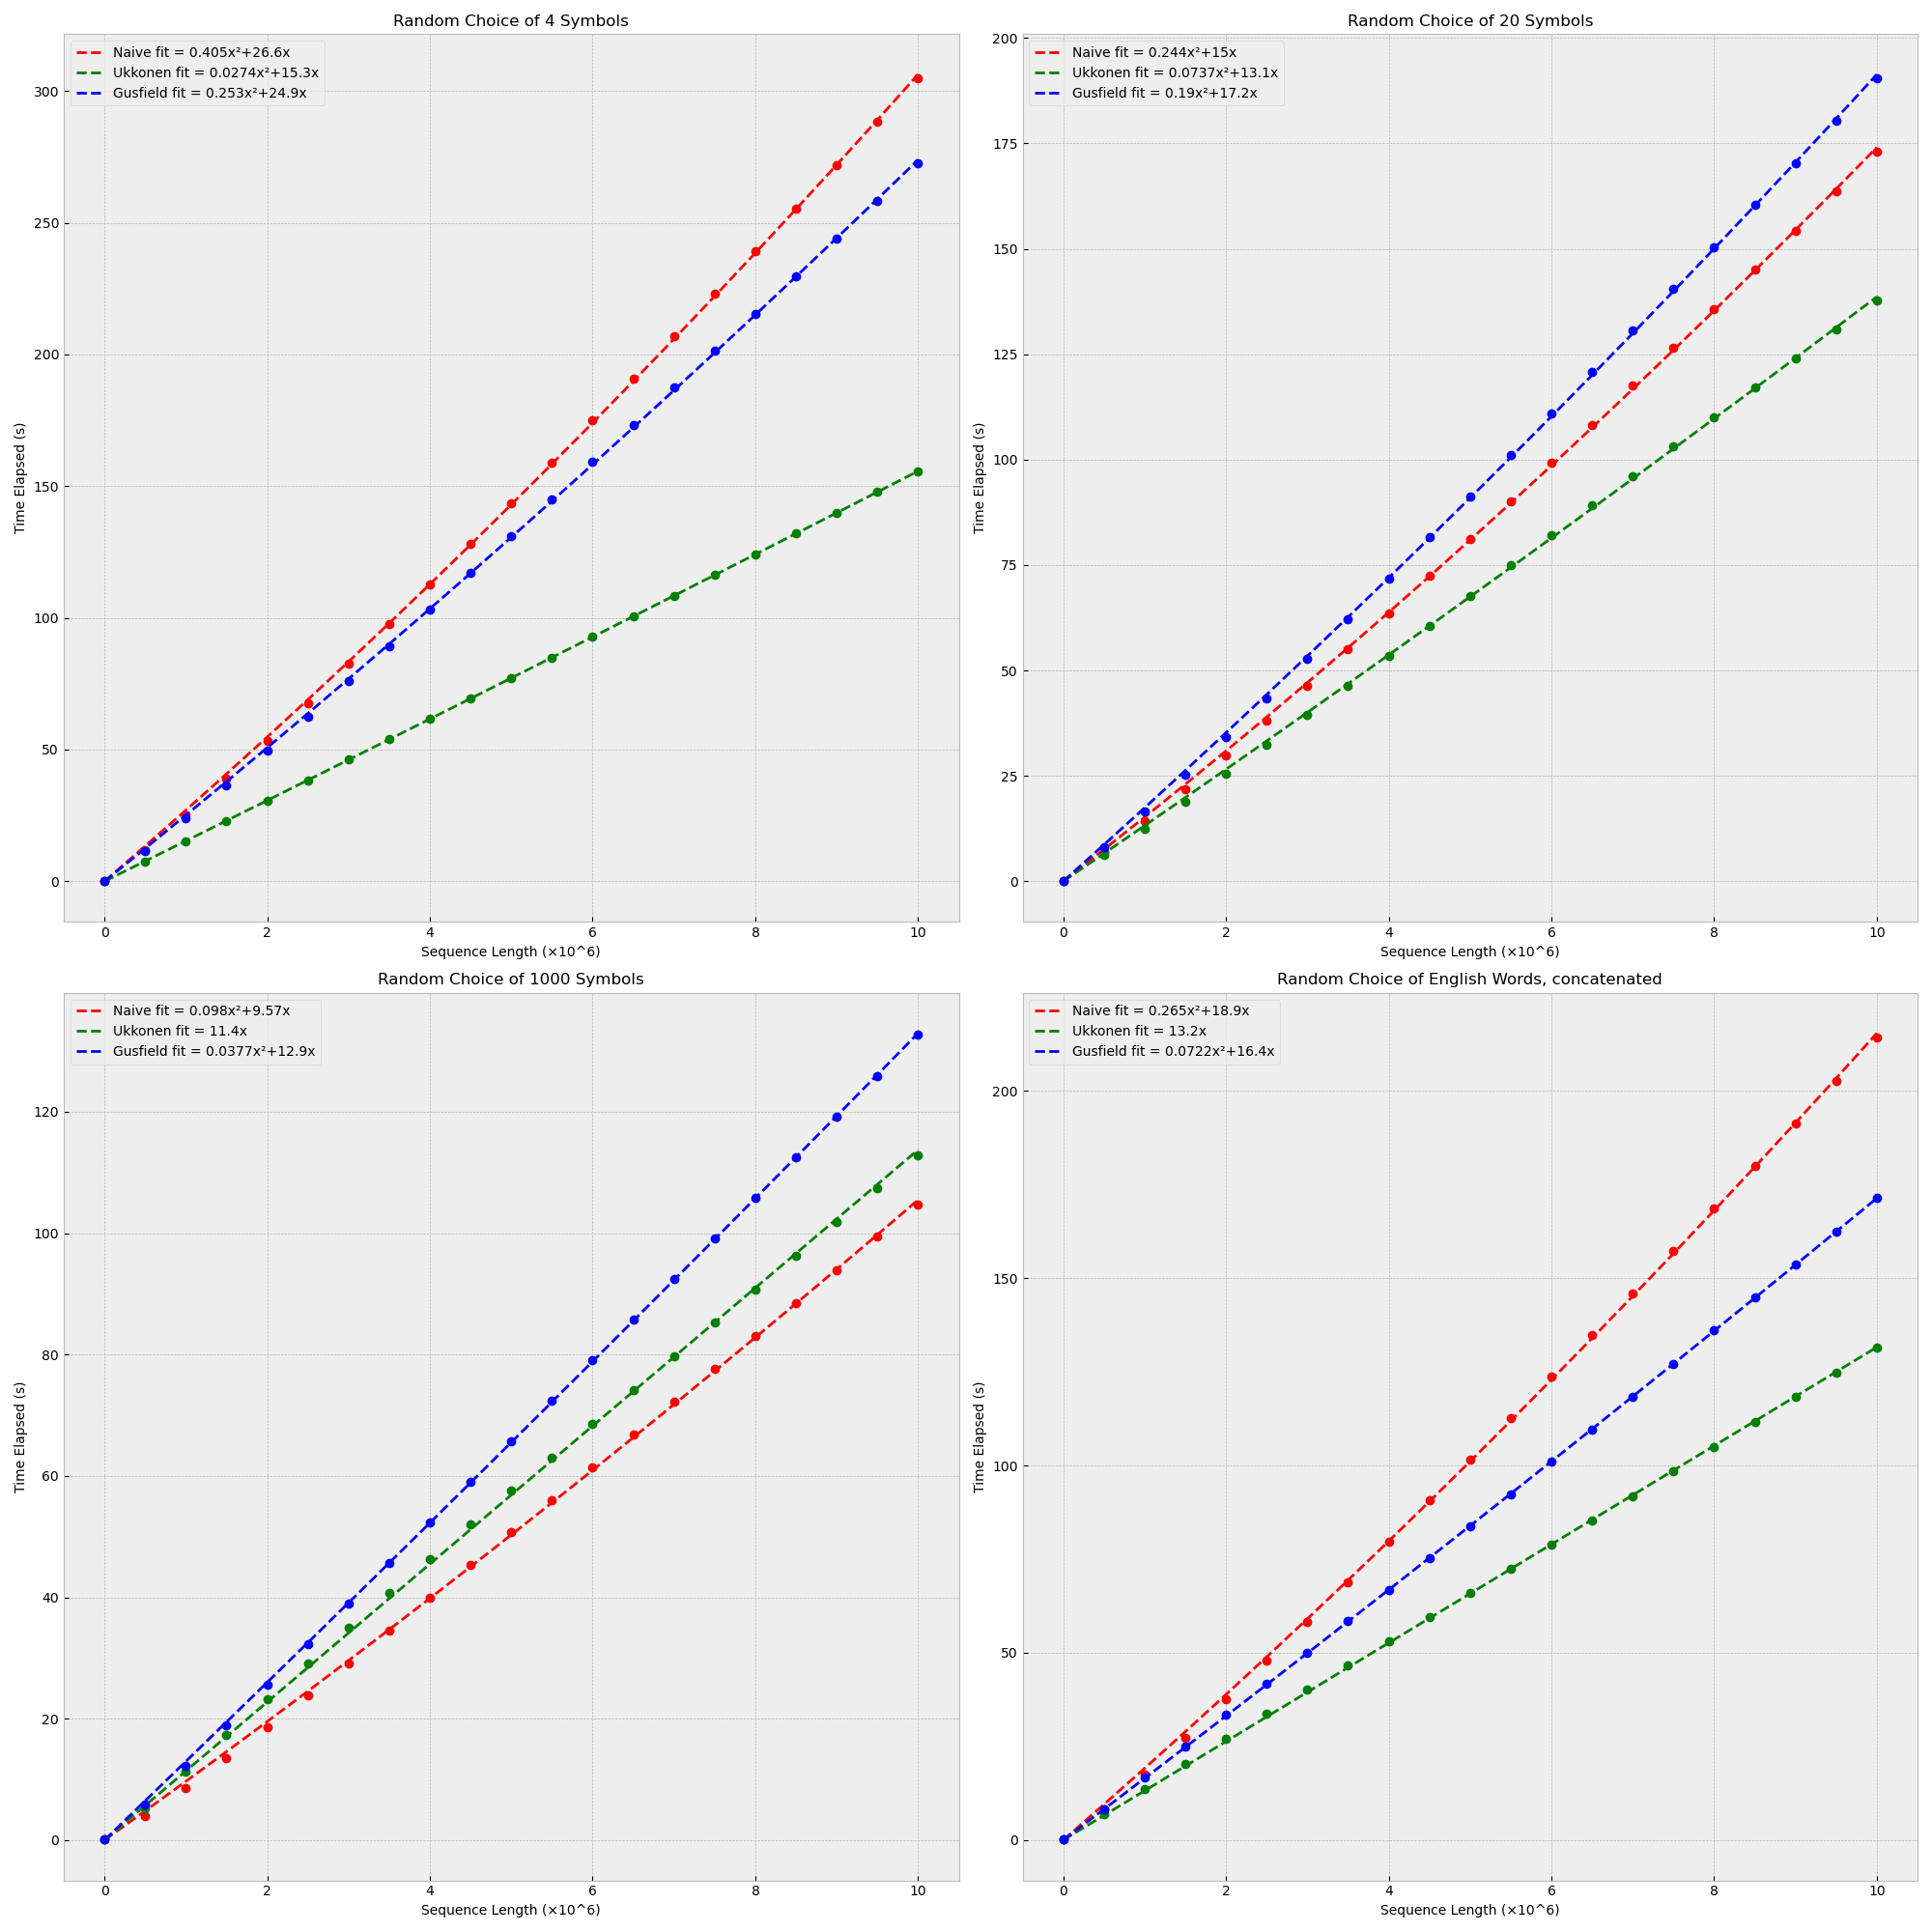 Random Choice of 4 Symbols
Naive fit = 0.405x²+26.6x
Ukkonen fit = 0.0274x²+15.3x
Gusfield fit = 0.253x²+24.9x
300
250
200
150
100
50
0
Time Elapsed (s)
0 2 4 6 8 10
Sequence Length (×10^6)
Random Choice of 20 Symbols
Naive fit = 0.244x²+15x
Ukkonen fit = 0.0737x²+13.1x
Gusfield fit = 0.19x²+17.2x
200
175
150
125
100
75
50
25
0
Time Elapsed (s)
0 2 4 6 8 10
Sequence Length (×10^6)
Random Choice of 1000 Symbols
Naive fit = 0.098x²+9.57x
Ukkonen fit = 11.4x
Gusfield fit = 0.0377x²+12.9x
120
100
80
60
40
20
0
Time Elapsed (s)
0 2 4 6 8 10
Sequence Length (×10^6)
Random Choice of English Words, concatenated
Naive fit = 0.265x²+18.9x
Ukkonen fit = 13.2x
Gusfield fit = 0.0722x²+16.4x
200
150
100
50
0
Time Elapsed (s)
0 2 4 6 8 10
Sequence Length (×10^6)